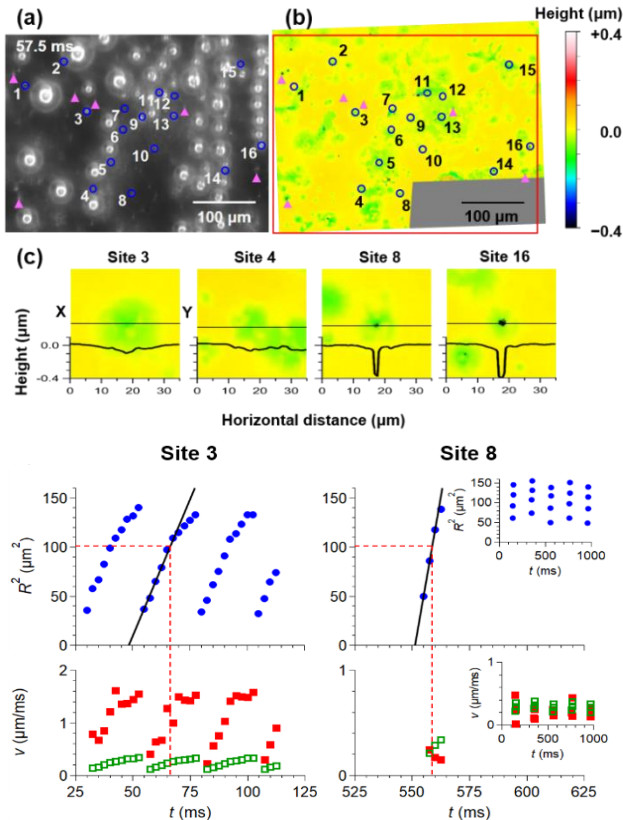 (a)
57.5 ms
2
1
3
7
11
12
15
9
13
6
10
16
5
14
4
8
100 µm
(b)
2
1
3
7
11
12
15
9
13
6
10
16
5
14
4
8
100 µm
Height (µm)
+0.4
0.0
−0.4
(c)
Site 3
Site 4
Site 8
Site 16
X
Y
Height (µm)
0.0
-0.4
0 10 20 30
0 10 20 30
0 10 20 30
0 10 20 30
Horizontal distance (µm)
Site 3
Site 8
R² (µm²)
150
100
50
0
R² (µm²)
150
100
50
0
0 500 1000
t (ms)
150
100
50
0
v (µm/ms)
2
1
0
25 50 75 100 125
t (ms)
1
0
v (µm/ms)
1
0
0 500 1000
t (ms)
525 550 575 600 625
t (ms)